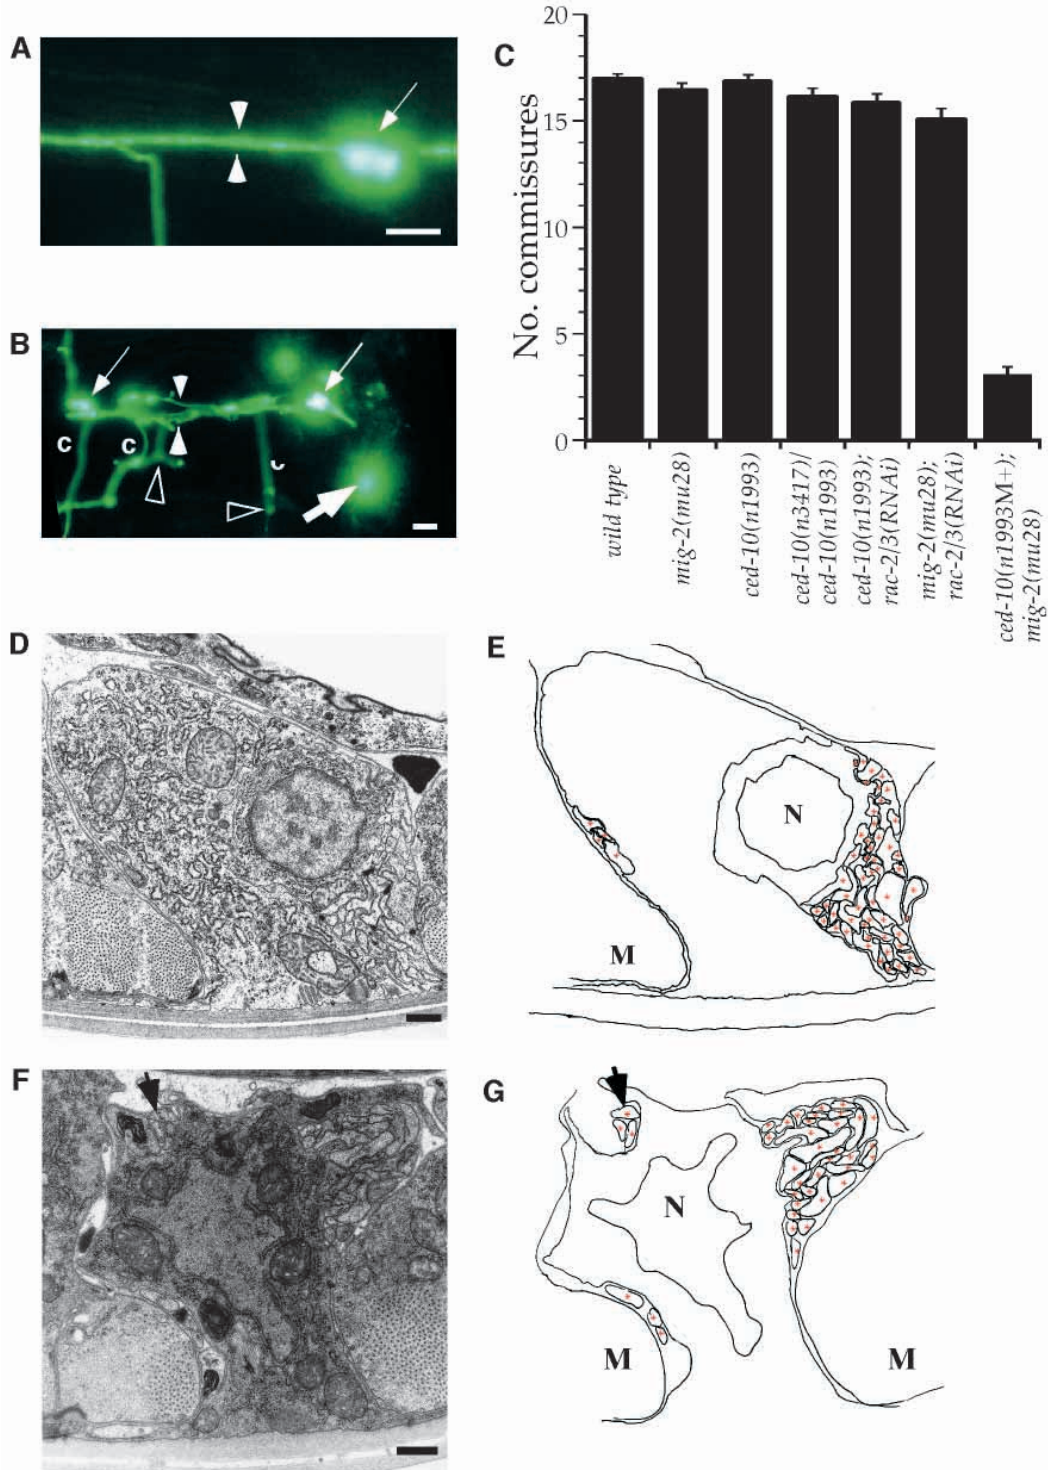 A
B
c
c
c
C
No. commissures
20
15
10
5
0
wild type
mig-2(mu28)
ced-10(n1993)
ced-10(n3417)/
ced-10(n1993)
ced-10(n1993);
rac-2/3(RNAi)
mig-2(mu28);
rac-2/3(RNAi)
ced-10(n1993M+);
mig-2(mu28)
D
E
N
M
F
G
N
M
M